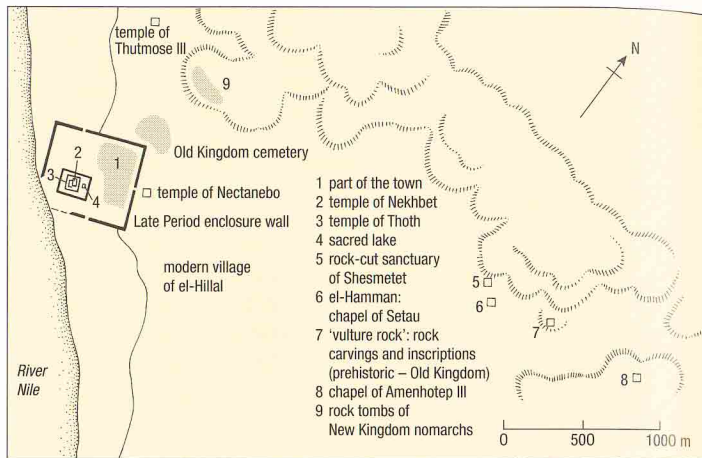 temple of
Thutmose III
N
9
Old Kingdom cemetery
2
1
3
4
temple of Nectanebo
Late Period enclosure wall
modern village
of el-Hillal
River
Nile
1 part of the town
2 temple of Nekhbet
3 temple of Thoth
4 sacred lake
5 rock-cut sanctuary
of Shesmetet
6 el-Hamman:
chapel of Setau
7 ‘vulture rock’: rock
carvings and inscriptions
(prehistoric – Old Kingdom)
8 chapel of Amenhotep III
9 rock tombs of
New Kingdom nomarchs
5
6
7
8
0 500 1000 m